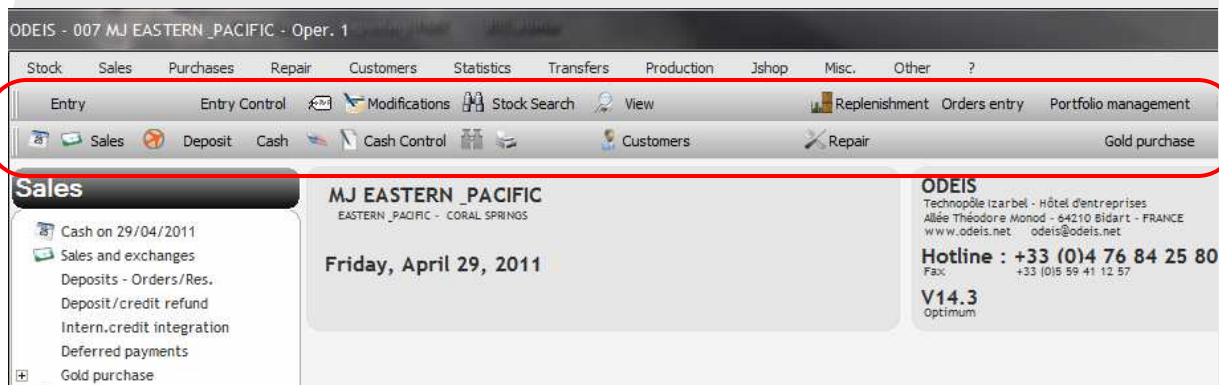 ODEIS - 007 MJ EASTERN _PACIFIC - Oper. 1
Stock Sales Purchases Repair Customers Statistics Transfers Production Jshop Misc. Other ?
Entry Entry Control Modifications Stock Search View Replenishment Orders entry Portfolio management
Sales Deposit Cash Cash Control Customers Repair Gold purchase
Sales
Cash on 29/04/2011
Sales and exchanges
Deposits - Orders/Res.
Deposit/credit refund
Intern.credit integration
Deferred payments
Gold purchase
MJ EASTERN _PACIFIC
EASTERN _PACIFIC - CORAL SPRINGS
Friday, April 29, 2011
ODEIS
Technopôle Izarbel - Hôtel d'entreprises
Allée Théodore Monod - 64210 Bidart - FRANCE
www.odeis.net odeis@odeis.net
Hotline : +33 (0)4 76 84 25 80
Fax +33 (0)5 59 41 12 57
V14.3
Optimum